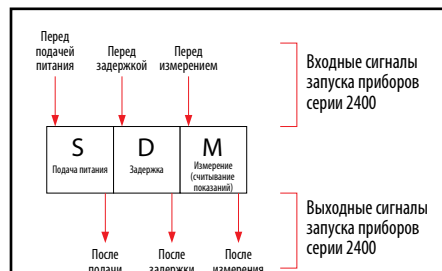 Перед
подачей
питания
Перед
задержкой
Перед
измерением
Входные сигналы
запуска приборов
серии 2400
S
Подача питания
D
Задержка
M
Измерение
(считывание
показаний)
После
подачи
После
задержки
После
измерения
Выходные сигналы
запуска приборов
серии 2400